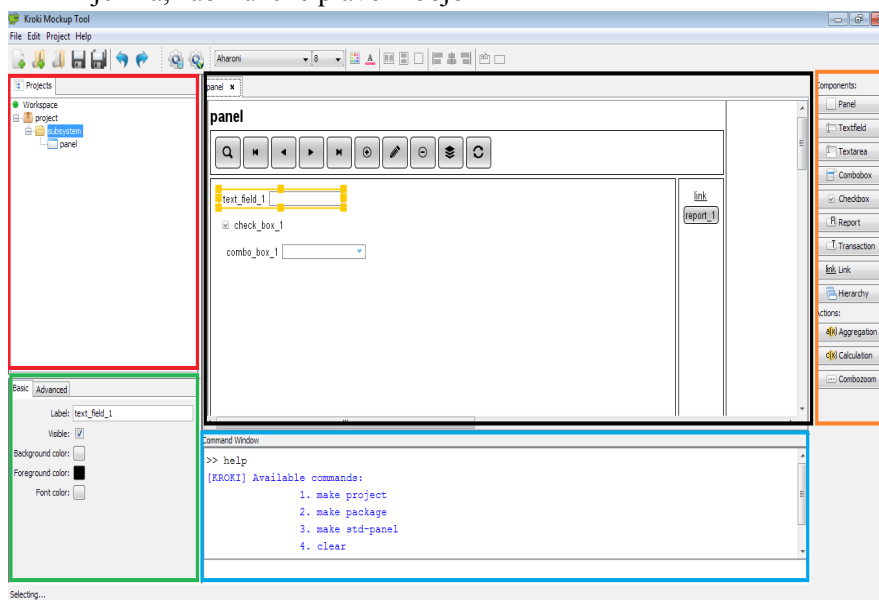 Kroki Mockup Tool
File Edit Project Help
Aharoni 8 A ab
Projects
Workspace
project
subsystem
panel
Basic Advanced
Label: text_field_1
Visible:
Background color:
Foreground color:
Font color:
panel x
panel
text_field_1
check_box_1
combo_box_1
link
report_1
Command Window
>> help
[KROKI] Available commands:
1. make project
2. make package
3. make std-panel
4. clear
Components:
Panel
Textfield
Textarea
Combobox
Checkbox
R Report
T Transaction
link Link
Hierarchy
Actions:
a(x) Aggregation
c(x) Calculation
... Combozoom
Selecting...